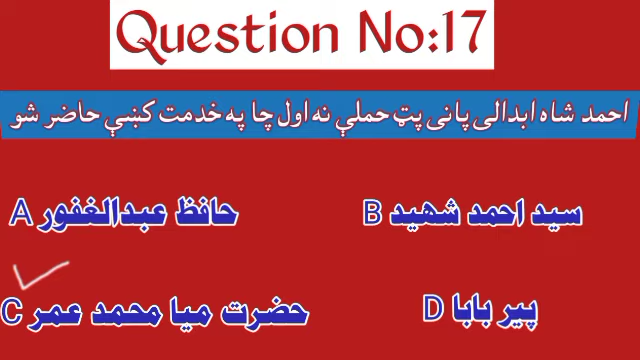 Question No:17
احمد شاه ابدالی پانی پټ حملې نه اول چا په خدمت کښې حاضر شو
A حافظ عبدالغفور
B سید احمد شهید
C حضرت میا محمد عمر
D پیر بابا